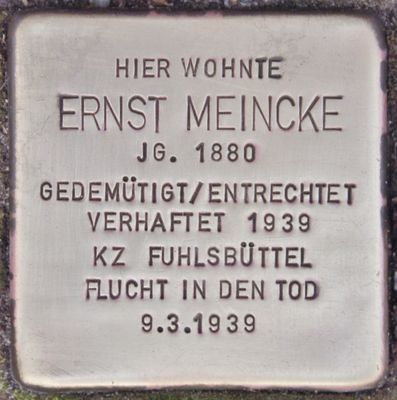 HIER WOHNTE
ERNST MEINCKE
JG. 1880
GEDEMÜTIGT/ENTRECHTET
VERHAFTET 1939
KZ FUHLSBÜTTEL
FLUCHT IN DEN TOD
9.3.1939